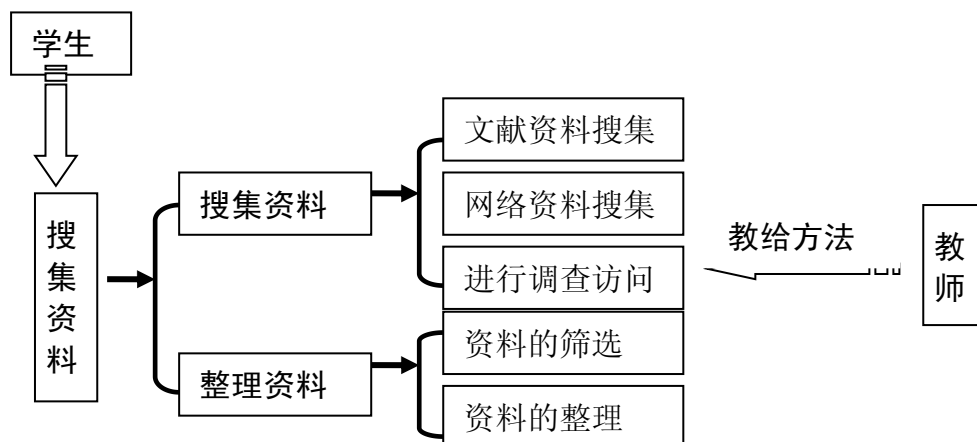 学生
搜集资料
搜集资料
整理资料
文献资料搜集
网络资料搜集
进行调查访问
资料的筛选
资料的整理
教给方法
教师